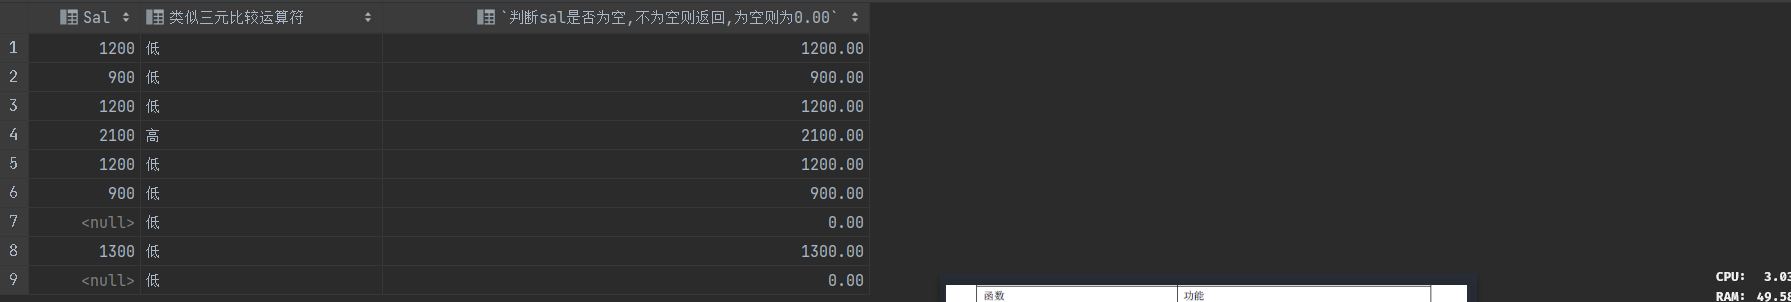 Sal 类似三元比较运算符 `判断sal是否为空,不为空则返回,为空则为0.00`
1 1200 低 1200.00
2 900 低 900.00
3 1200 低 1200.00
4 2100 高 2100.00
5 1200 低 1200.00
6 900 低 900.00
7 <null> 低 0.00
8 1300 低 1300.00
9 <null> 低 0.00
函数 功能
CPU: 3.03
RAM: 49.58